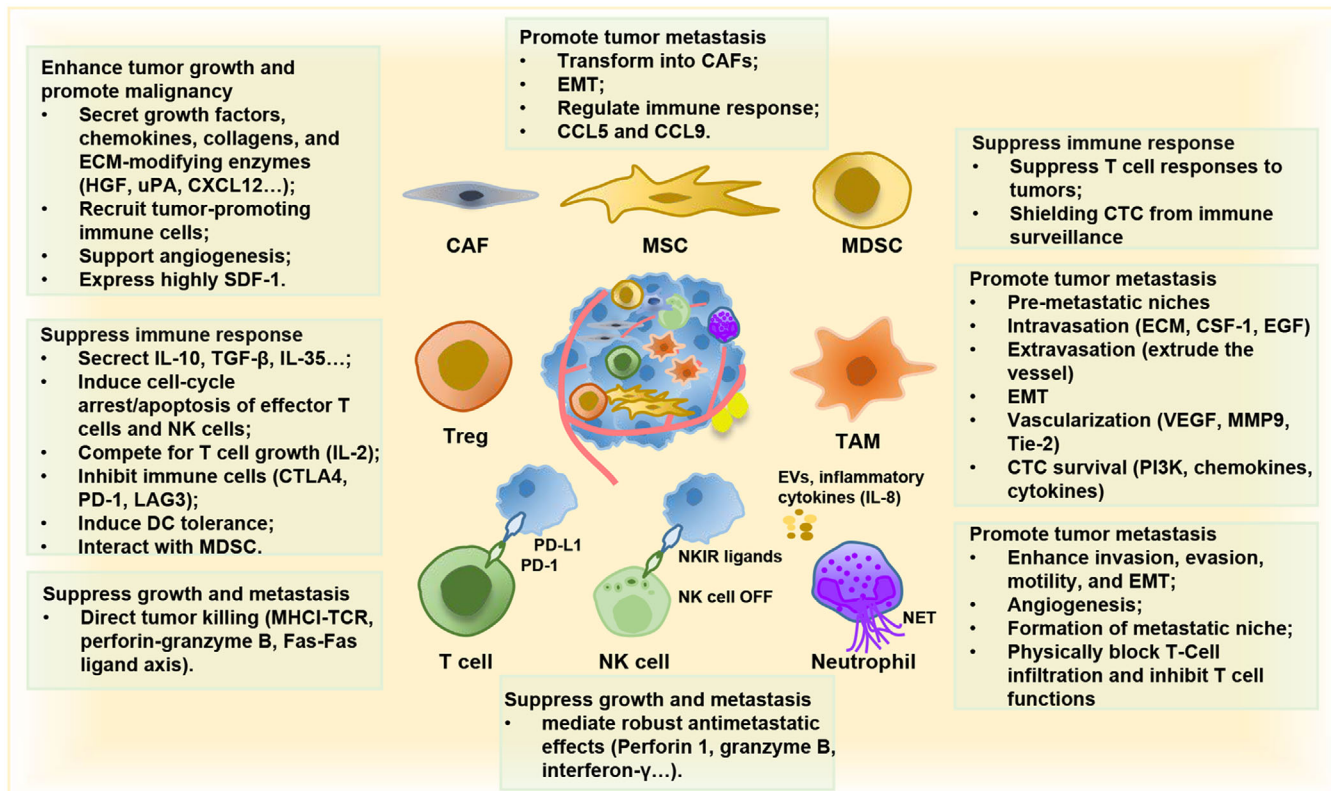 Promote tumor metastasis
• Transform into CAFs;
• EMT;
• Regulate immune response;
• CCL5 and CCL9.
Enhance tumor growth and
promote malignancy
• Secret growth factors,
chemokines, collagens, and
ECM-modifying enzymes
(HGF, uPA, CXCL12…);
• Recruit tumor-promoting
immune cells;
• Support angiogenesis;
• Express highly SDF-1.
Suppress immune response
• Suppress T cell responses to
tumors;
• Shielding CTC from immune
surveillance
CAF
MSC
MDSC
Suppress immune response
• Secrect IL-10, TGF-β, IL-35…;
• Induce cell-cycle
arrest/apoptosis of effector T
cells and NK cells;
• Compete for T cell growth (IL-2);
• Inhibit immune cells (CTLA4,
PD-1, LAG3);
• Induce DC tolerance;
• Interact with MDSC.
Treg
TAM
Promote tumor metastasis
• Pre-metastatic niches
• Intravasation (ECM, CSF-1, EGF)
• Extravasation (extrude the
vessel)
• EMT
• Vascularization (VEGF, MMP9,
Tie-2)
• CTC survival (PI3K, chemokines,
cytokines)
EVs, inflammatory
cytokines (IL-8)
PD-L1
PD-1
NKIR ligands
NK cell OFF
NET
T cell
NK cell
Neutrophil
Suppress growth and metastasis
• Direct tumor killing (MHCI-TCR,
perforin-granzyme B, Fas-Fas
ligand axis).
Promote tumor metastasis
• Enhance invasion, evasion,
motility, and EMT;
• Angiogenesis;
• Formation of metastatic niche;
• Physically block T-Cell
infiltration and inhibit T cell
functions
Suppress growth and metastasis
• mediate robust antimetastatic
effects (Perforin 1, granzyme B,
interferon-γ…).